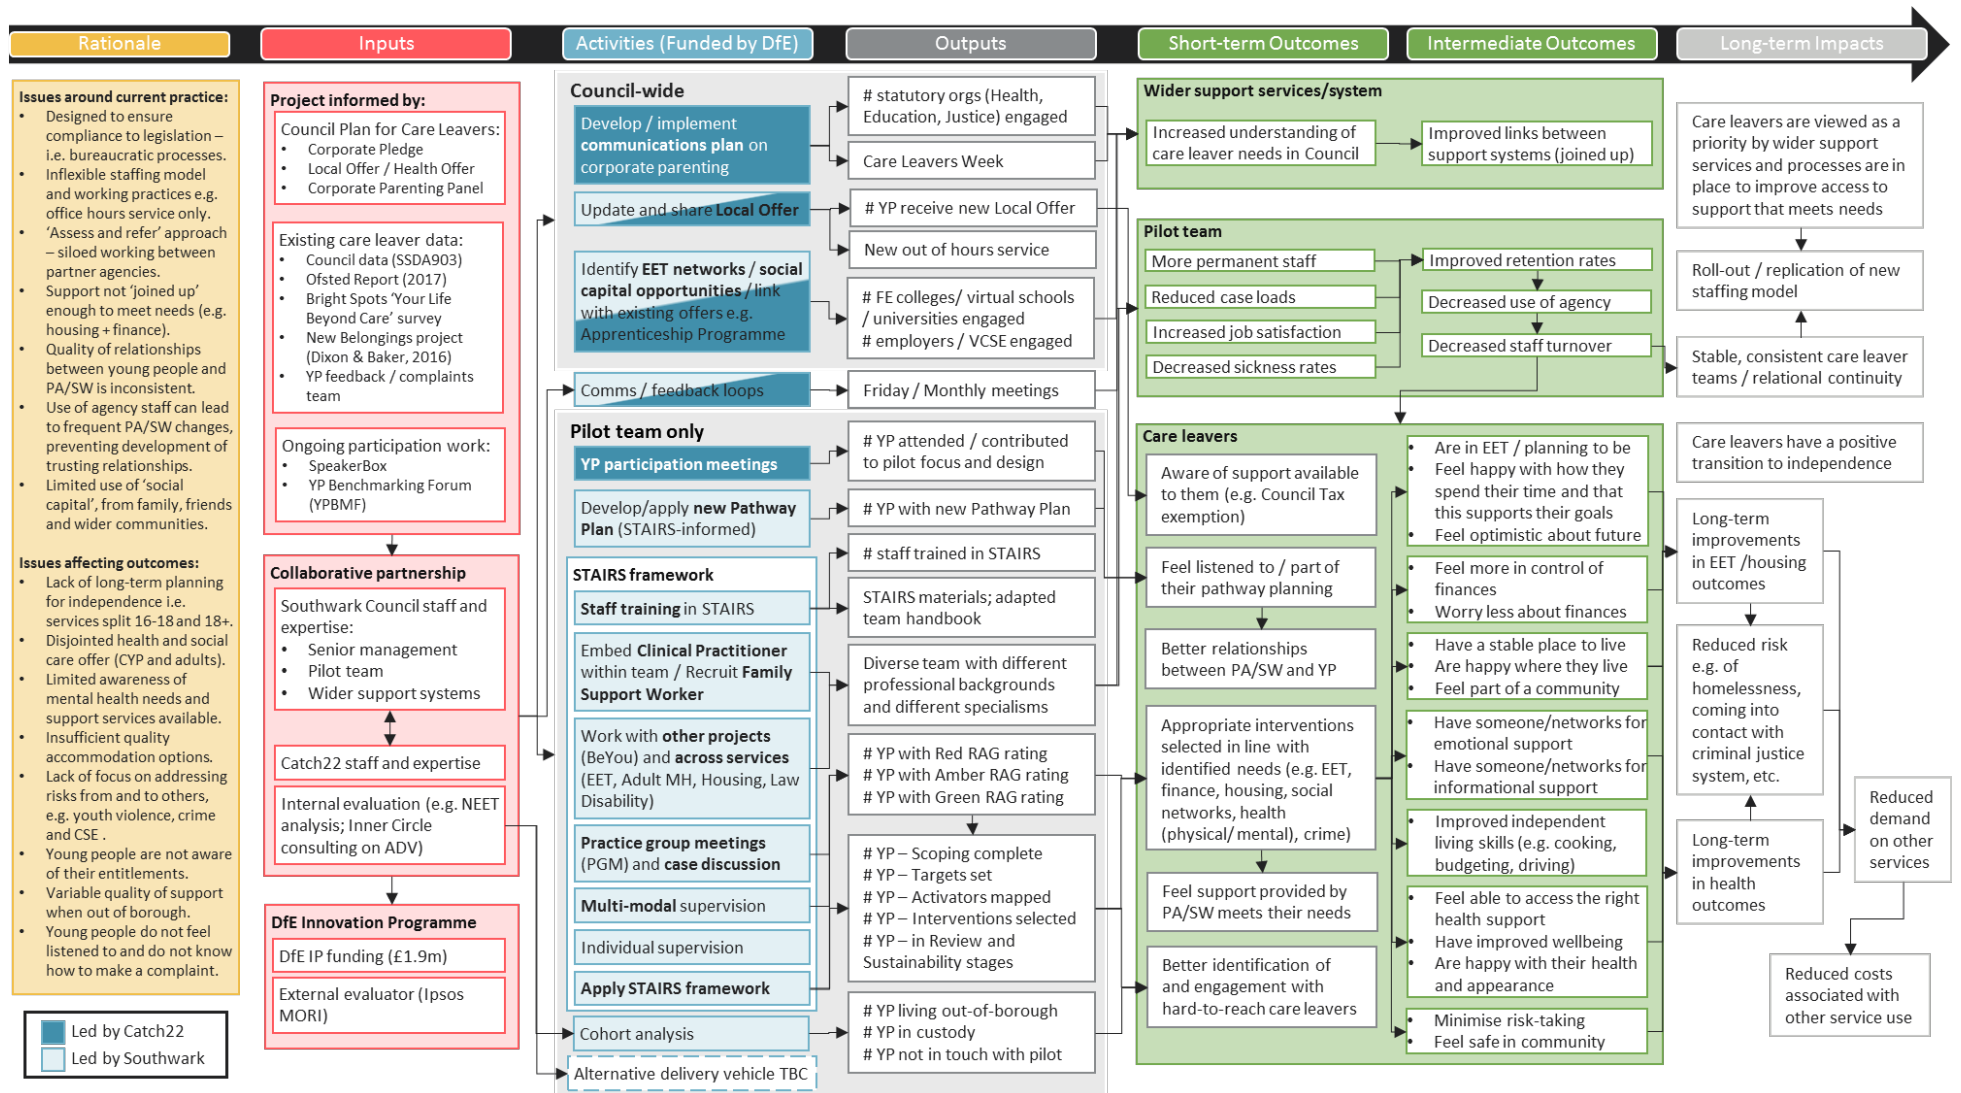 Rationale
Inputs
Activities (Funded by DfE)
Outputs
Short-term Outcomes
Intermediate Outcomes
Long-term Impacts
Issues around current practice:
• Designed to ensure
compliance to legislation –
i.e. bureaucratic processes.
• Inflexible staffing model
and working practices e.g.
office hours service only.
• ‘Assess and refer’ approach
– siloed working between
partner agencies.
• Support not ‘joined up’
enough to meet needs (e.g.
housing + finance).
• Quality of relationships
between young people and
PA/SW is inconsistent.
• Use of agency staff can lead
to frequent PA/SW changes,
preventing development of
trusting relationships.
• Limited use of ‘social
capital’, from family, friends
and wider communities.
Issues affecting outcomes:
• Lack of long-term planning
for independence i.e.
services split 16-18 and 18+.
• Disjointed health and social
care offer (CYP and adults).
• Limited awareness of
mental health needs and
support services available.
• Insufficient quality
accommodation options.
• Lack of focus on addressing
risks from and to others,
e.g. youth violence, crime
and CSE .
• Young people are not aware
of their entitlements.
• Variable quality of support
when out of borough.
• Young people do not feel
listened to and do not know
how to make a complaint.
Led by Catch22
Led by Southwark
Project informed by:
Council Plan for Care Leavers:
• Corporate Pledge
• Local Offer / Health Offer
• Corporate Parenting Panel
Existing care leaver data:
• Council data (SSDA903)
• Ofsted Report (2017)
• Bright Spots ‘Your Life
Beyond Care’ survey
• New Belongings project
(Dixon & Baker, 2016)
• YP feedback / complaints
team
Ongoing participation work:
• SpeakerBox
• YP Benchmarking Forum
(YPBMF)
Collaborative partnership
Southwark Council staff and
expertise:
• Senior management
• Pilot team
• Wider support systems
Catch22 staff and expertise
Internal evaluation (e.g. NEET
analysis; Inner Circle
consulting on ADV)
DfE Innovation Programme
DfE IP funding (£1.9m)
External evaluator (Ipsos
MORI)
Council-wide
Develop / implement
communications plan on
corporate parenting
Update and share Local Offer
Identify EET networks / social
capital opportunities / link
with existing offers e.g.
Apprenticeship Programme
Comms / feedback loops
Pilot team only
YP participation meetings
Develop/apply new Pathway
Plan (STAIRS-informed)
STAIRS framework
Staff training in STAIRS
Embed Clinical Practitioner
within team / Recruit Family
Support Worker
Work with other projects
(BeYou) and across services
(EET, Adult MH, Housing, Law
Disability)
Practice group meetings
(PGM) and case discussion
Multi-modal supervision
Individual supervision
Apply STAIRS framework
Cohort analysis
Alternative delivery vehicle TBC
# statutory orgs (Health,
Education, Justice) engaged
Care Leavers Week
# YP receive new Local Offer
New out of hours service
# FE colleges/ virtual schools
/ universities engaged
# employers / VCSE engaged
Friday / Monthly meetings
# YP attended / contributed
to pilot focus and design
# YP with new Pathway Plan
# staff trained in STAIRS
STAIRS materials; adapted
team handbook
Diverse team with different
professional backgrounds
and different specialisms
# YP with Red RAG rating
# YP with Amber RAG rating
# YP with Green RAG rating
# YP – Scoping complete
# YP – Targets set
# YP – Activators mapped
# YP – Interventions selected
# YP – in Review and
Sustainability stages
# YP living out-of-borough
# YP in custody
# YP not in touch with pilot
Wider support services/system
Increased understanding of
care leaver needs in Council
Improved links between
support systems (joined up)
Pilot team
More permanent staff
Reduced case loads
Increased job satisfaction
Decreased sickness rates
Improved retention rates
Decreased use of agency
Decreased staff turnover
Care leavers
Aware of support available
to them (e.g. Council Tax
exemption)
Feel listened to / part of
their pathway planning
Better relationships
between PA/SW and YP
Appropriate interventions
selected in line with
identified needs (e.g. EET,
finance, housing, social
networks, health
(physical/ mental), crime)
Feel support provided by
PA/SW meets their needs
Better identification of
and engagement with
hard-to-reach care leavers
• Are in EET / planning to be
• Feel happy with how they
spend their time and that
this supports their goals
• Feel optimistic about future
• Feel more in control of
finances
• Worry less about finances
• Have a stable place to live
• Are happy where they live
• Feel part of a community
• Have someone/networks for
emotional support
• Have someone/networks for
informational support
• Improved independent
living skills (e.g. cooking,
budgeting, driving)
• Feel able to access the right
health support
• Have improved wellbeing
• Are happy with their health
and appearance
• Minimise risk-taking
• Feel safe in community
Care leavers are viewed as a
priority by wider support
services and processes are in
place to improve access to
support that meets needs
Roll-out / replication of new
staffing model
Stable, consistent care leaver
teams / relational continuity
Care leavers have a positive
transition to independence
Long-term
improvements
in EET /housing
outcomes
Reduced risk
e.g. of
homelessness,
coming into
contact with
criminal justice
system, etc.
Long-term
improvements
in health
outcomes
Reduced
demand
on other
services
Reduced costs
associated with
other service use